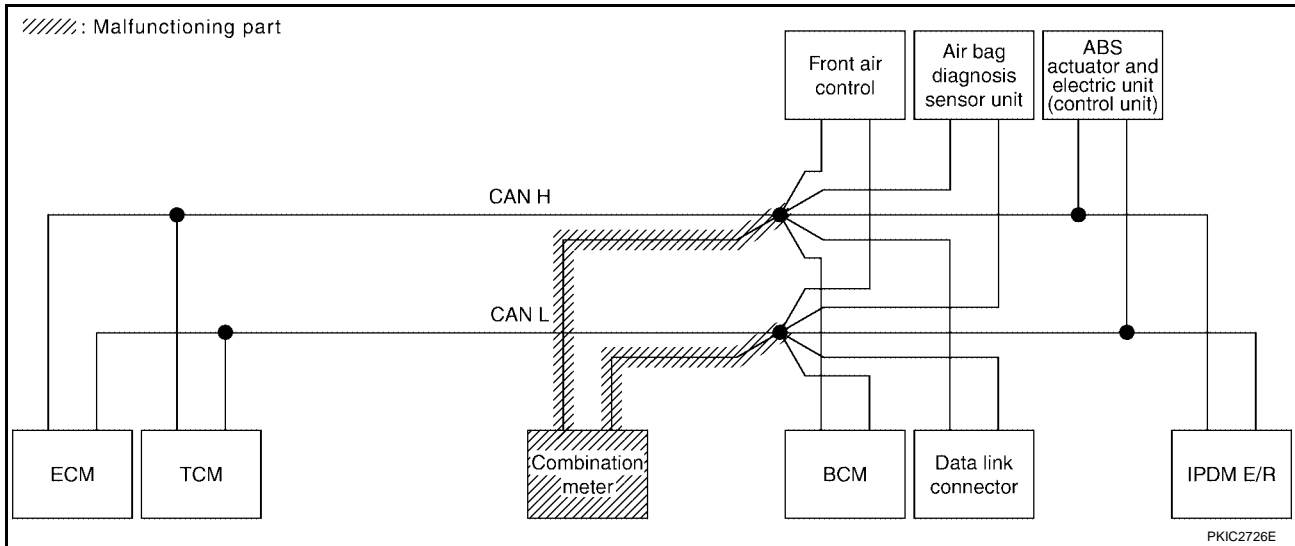 : Malfunctioning part
Front air
control
Air bag
diagnosis
sensor unit
ABS
actuator and
electric unit
(control unit)
CAN H
CAN L
ECM
TCM
Combination
meter
BCM
Data link
connector
IPDM E/R
PKIC2726E